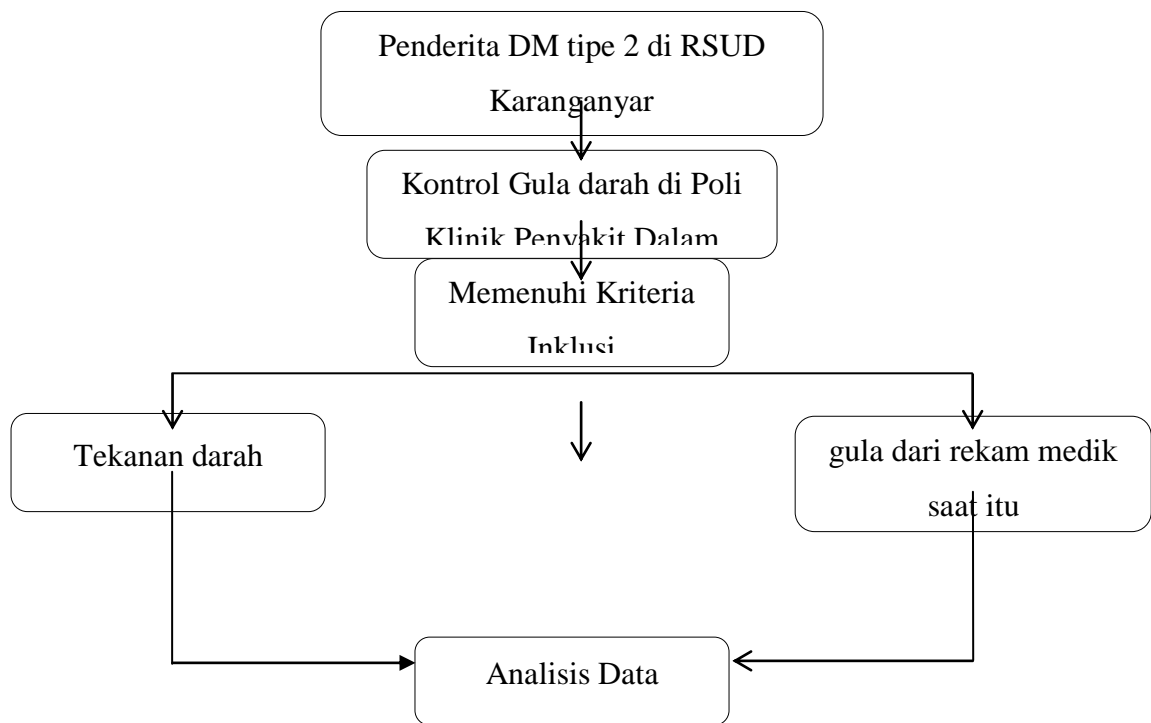 Penderita DM tipe 2 di RSUD
Karanganyar
Kontrol Gula darah di Poli
Klinik Penyakit Dalam
Memenuhi Kriteria
Inklusi
Tekanan darah
gula dari rekam medik
saat itu
Analisis Data